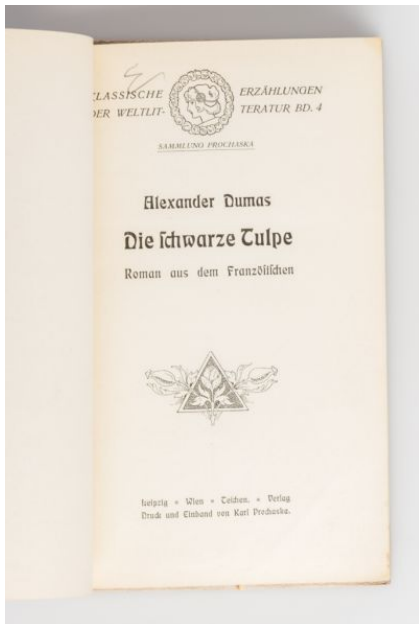 CLASSISCHE ERZÄHLUNGEN
DER WELTLIT- TERATUR BD. 4
SAMMLUNG PROCHASKA
Alexander Dumas
Die schwarze Tulpe
Roman aus dem Französischen
Leipzig * Wien * Teschen. * Verlag
Druck und Einband von Karl Prochaska.